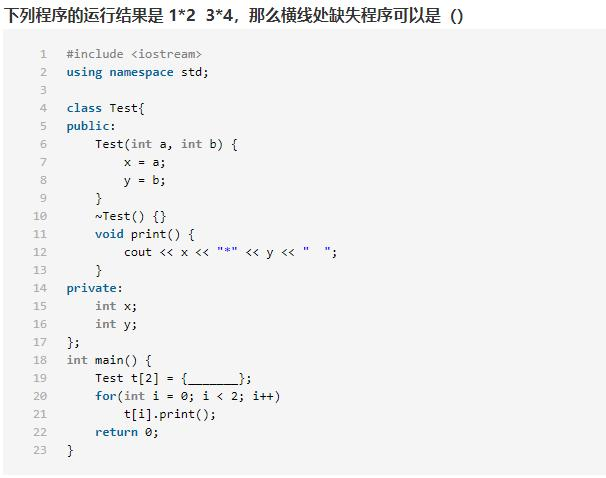 下列程序的运行结果是 1*2  3*4，那么横线处缺失程序可以是（）
1 #include <iostream>
2 using namespace std;
3
4 class Test{
5 public:
6     Test(int a, int b) {
7         x = a;
8         y = b;
9     }
10     ~Test() {}
11     void print() {
12         cout << x << "*" << y << "  ";
13     }
14 private:
15     int x;
16     int y;
17 };
18 int main() {
19     Test t[2] = {_______};
20     for(int i = 0; i < 2; i++)
21         t[i].print();
22     return 0;
23 }